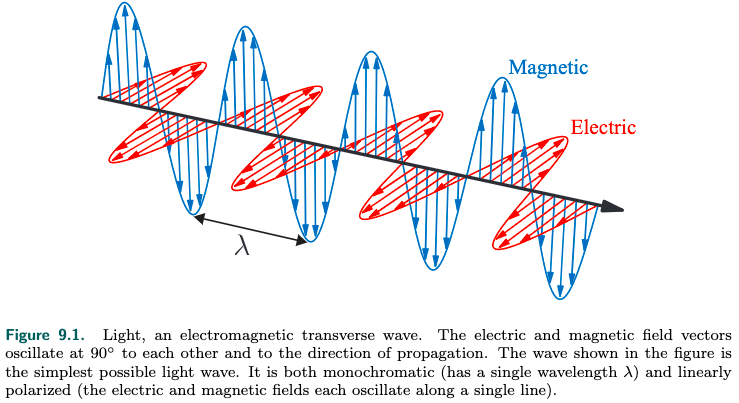 Magnetic
Electric
λ
Figure 9.1. Light, an electromagnetic transverse wave. The electric and magnetic field vectors
oscillate at 90° to each other and to the direction of propagation. The wave shown in the figure is
the simplest possible light wave. It is both monochromatic (has a single wavelength λ) and linearly
polarized (the electric and magnetic fields each oscillate along a single line).